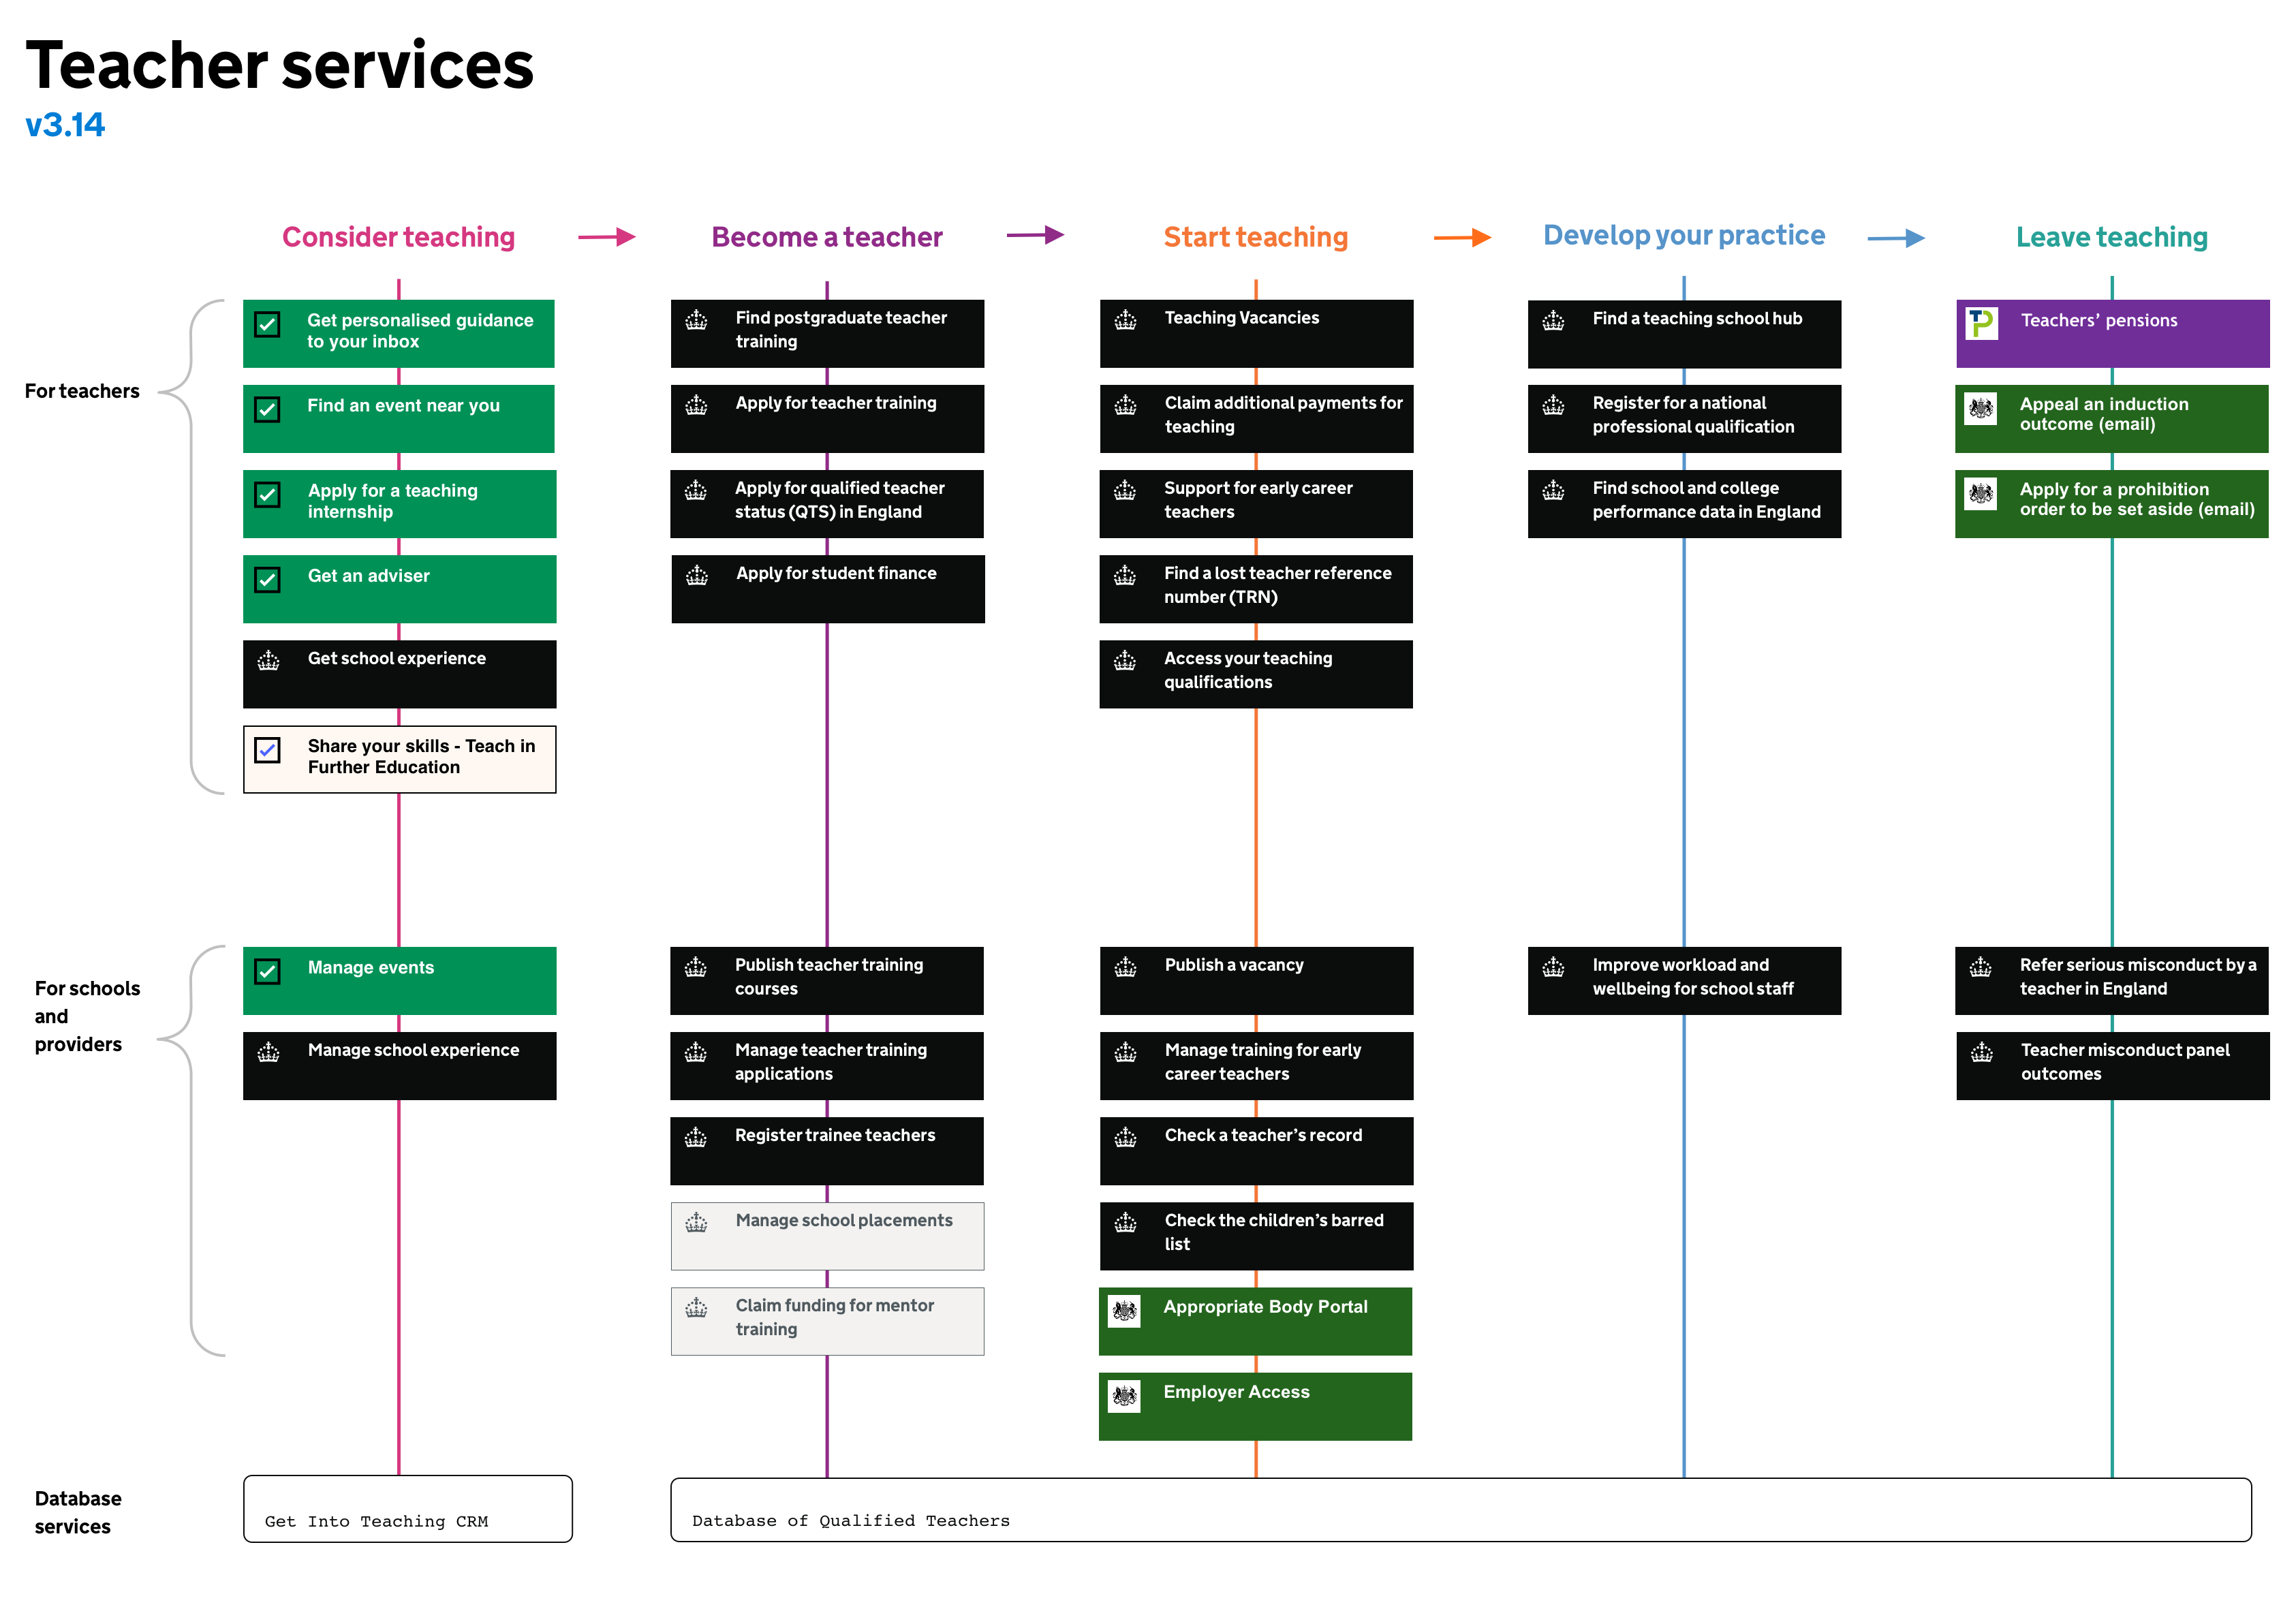 Teacher services
v3.14
Consider teaching
Become a teacher
Start teaching
Develop your practice
Leave teaching
For teachers
Get personalised guidance
to your inbox
Find an event near you
Apply for a teaching
internship
Get an adviser
Get school experience
Share your skills - Teach in
Further Education
Find postgraduate teacher
training
Apply for teacher training
Apply for qualified teacher
status (QTS) in England
Apply for student finance
Teaching Vacancies
Claim additional payments for
teaching
Support for early career
teachers
Find a lost teacher reference
number (TRN)
Access your teaching
qualifications
Find a teaching school hub
Register for a national
professional qualification
Find school and college
performance data in England
TP
Teachers’ pensions
Appeal an induction
outcome (email)
Apply for a prohibition
order to be set aside (email)
For schools
and
providers
Manage events
Manage school experience
Publish teacher training
courses
Manage teacher training
applications
Register trainee teachers
Manage school placements
Claim funding for mentor
training
Publish a vacancy
Manage training for early
career teachers
Check a teacher’s record
Check the children’s barred
list
Appropriate Body Portal
Employer Access
Improve workload and
wellbeing for school staff
Refer serious misconduct by a
teacher in England
Teacher misconduct panel
outcomes
Database
services
Get Into Teaching CRM
Database of Qualified Teachers